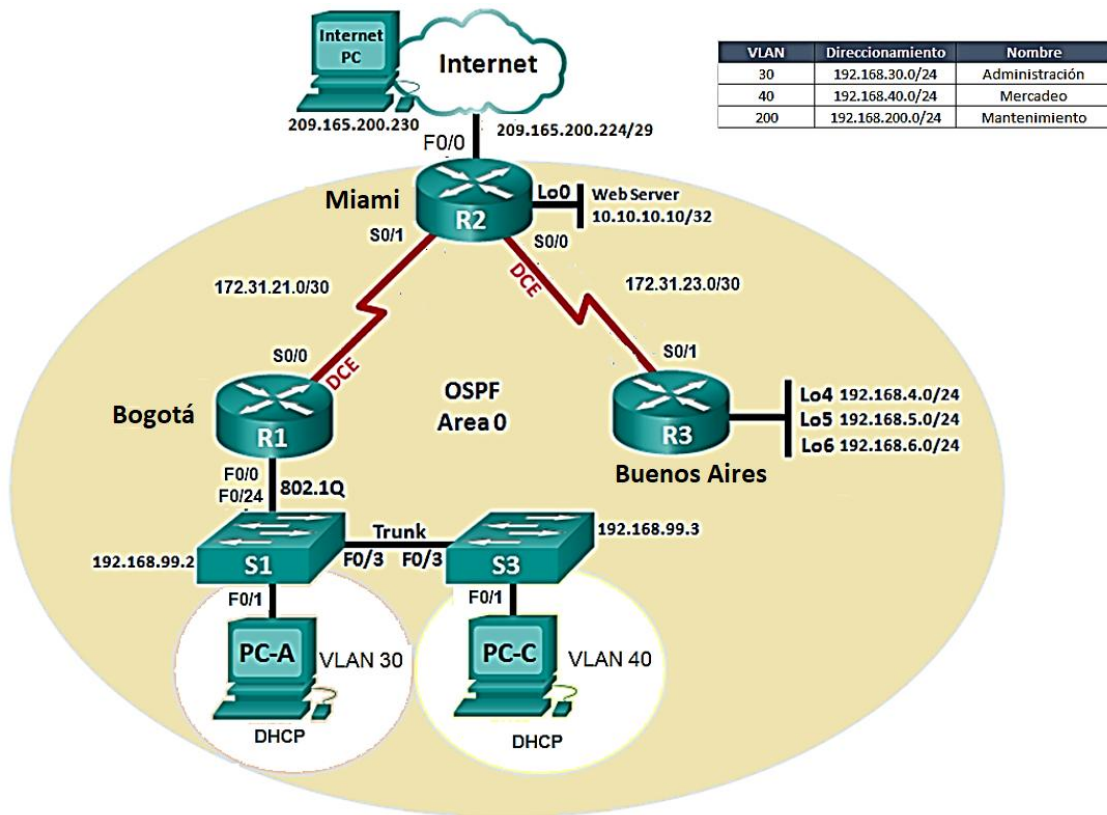 Internet
PC
Internet
209.165.200.230
209.165.200.224/29
F0/0
VLAN Direccionamiento Nombre
30 192.168.30.0/24 Administración
40 192.168.40.0/24 Mercadeo
200 192.168.200.0/24 Mantenimiento
Miami
R2
Lo0
Web Server
10.10.10.10/32
S0/1
S0/0
DCE
172.31.21.0/30
172.31.23.0/30
S0/0
DCE
S0/1
OSPF
Area 0
Bogotá
R1
R3
Buenos Aires
Lo4 192.168.4.0/24
Lo5 192.168.5.0/24
Lo6 192.168.6.0/24
F0/0
F0/24
802.1Q
Trunk
192.168.99.2
S1
F0/3
F0/3
S3
192.168.99.3
F0/1
F0/1
PC-A
VLAN 30
PC-C
VLAN 40
DHCP
DHCP